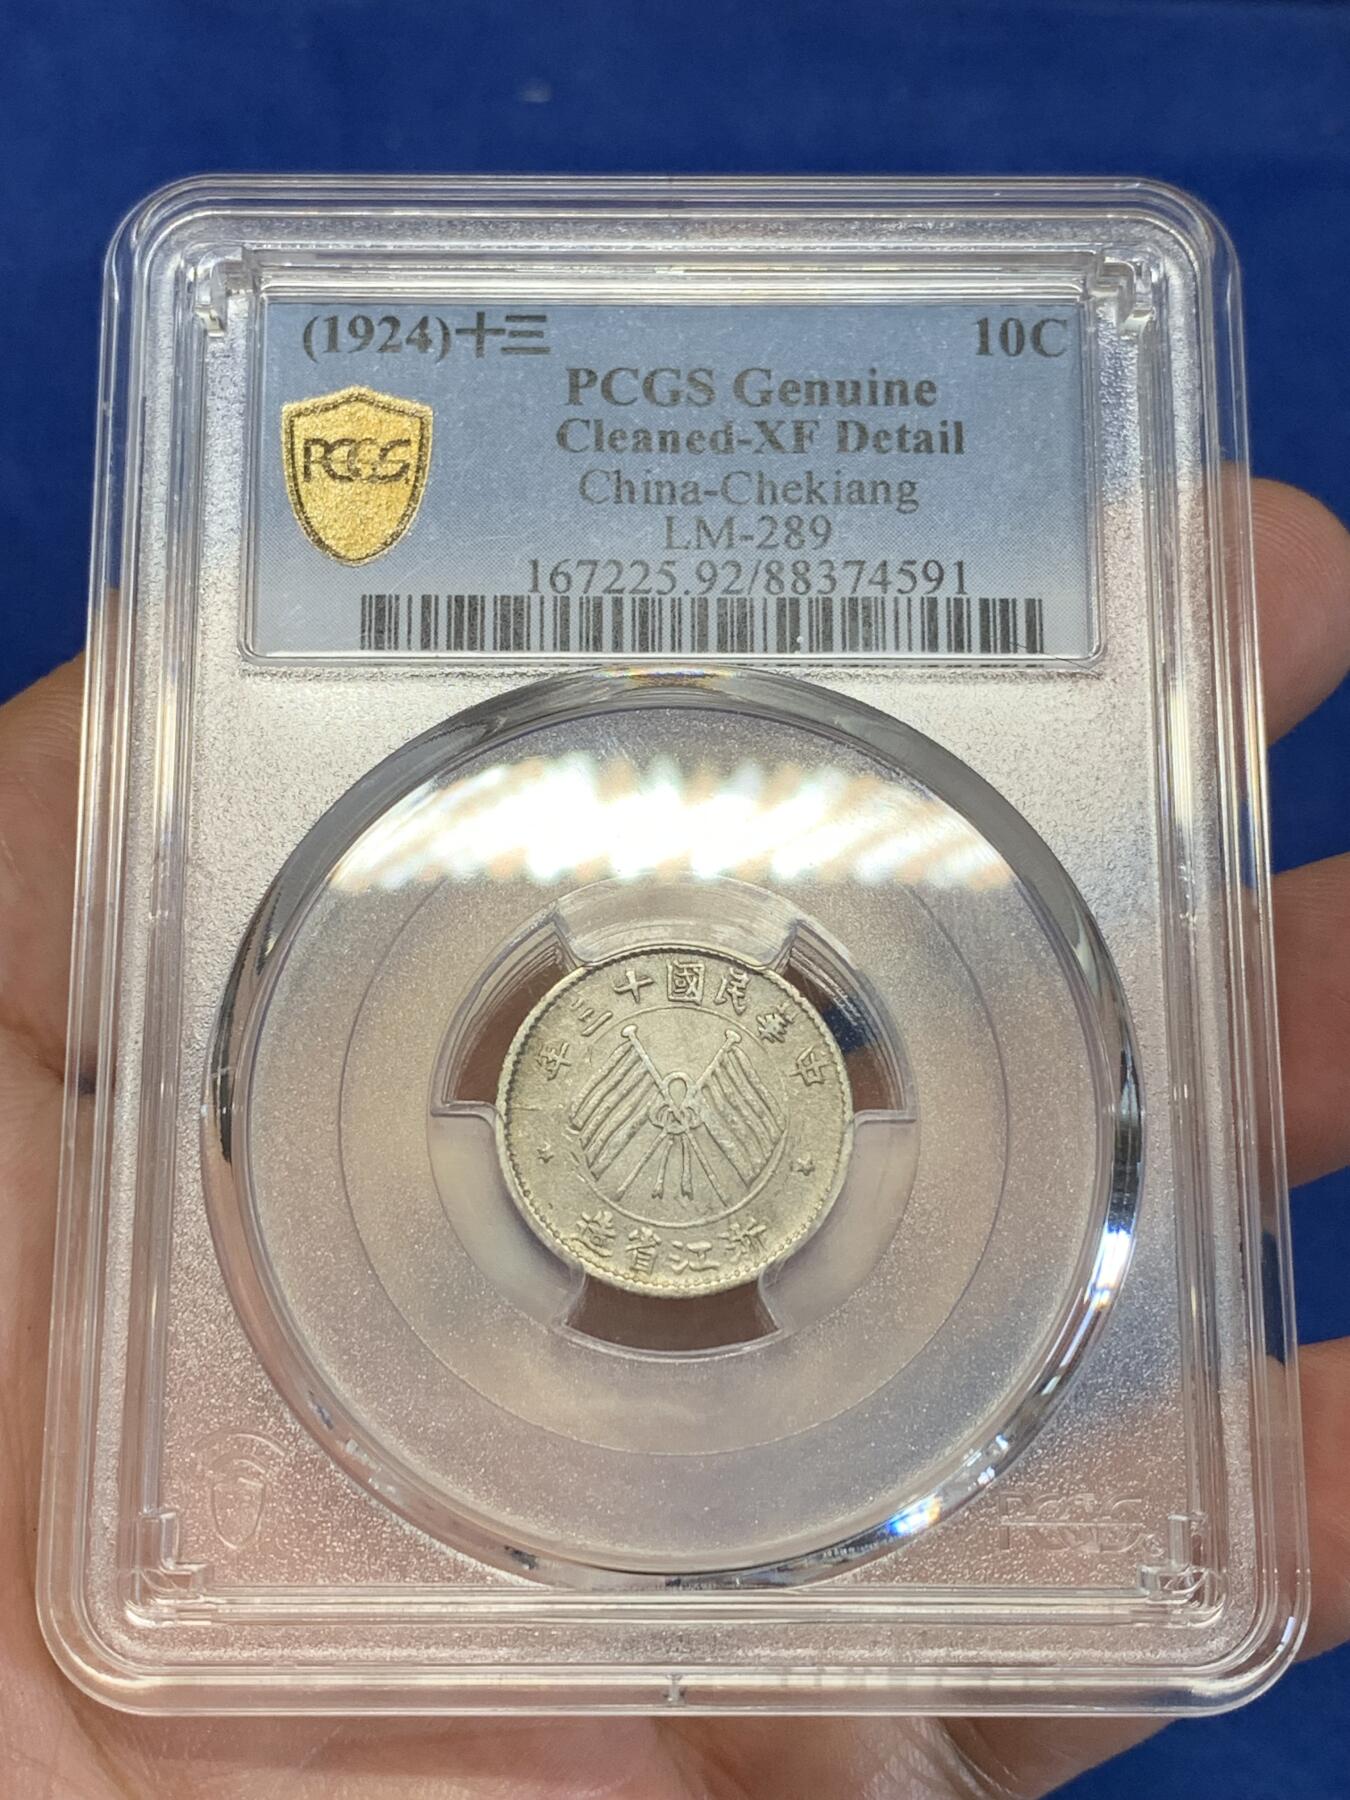 (1924)十三 10C
PCGS Genuine
Cleaned-XF Detail
PCGS
China-Chekiang
LM-289
167225.92/88374591
中華民國十三年
浙江省造
PCGS